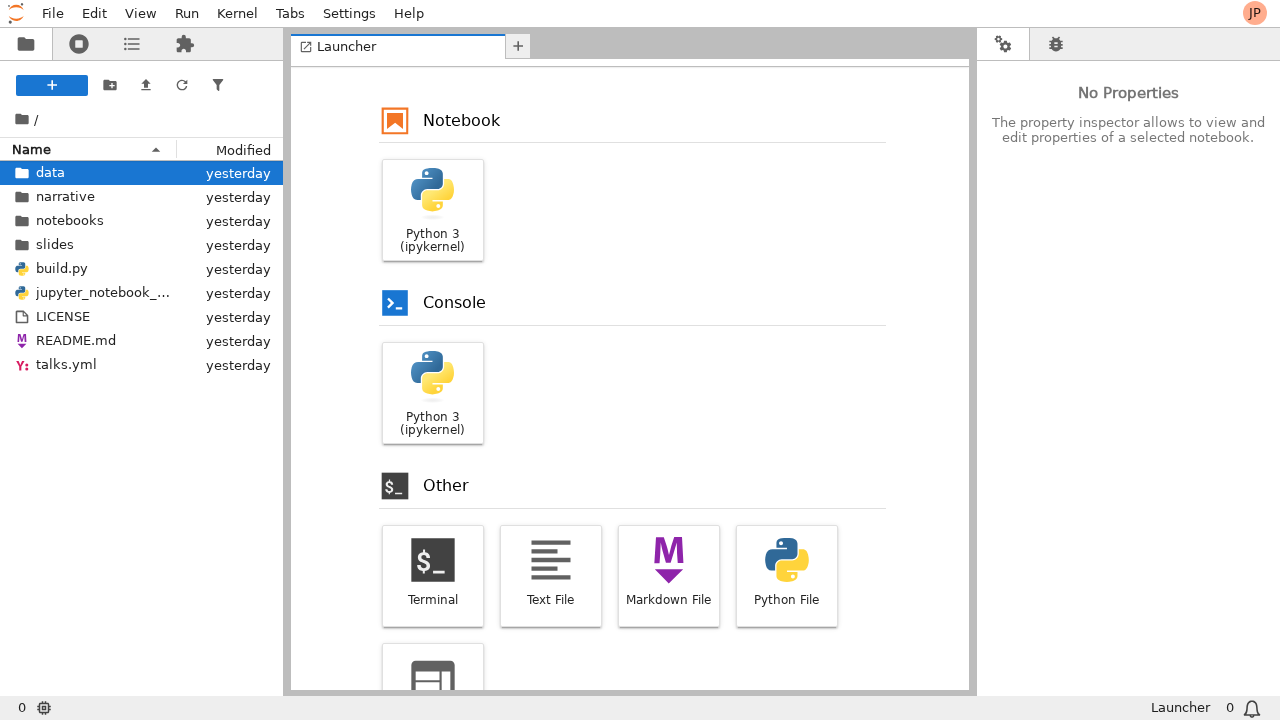 File Edit View Run Kernel Tabs Settings Help
JP
Launcher
No Properties
The property inspector allows to view and
edit properties of a selected notebook.
/
Name Modified
data yesterday
narrative yesterday
notebooks yesterday
slides yesterday
build.py yesterday
jupyter_notebook_... yesterday
LICENSE yesterday
README.md yesterday
talks.yml yesterday
Notebook
Python 3
(ipykernel)
Console
Python 3
(ipykernel)
$_ Other
$_
M
Terminal
Text File
Markdown File
Python File
0
Launcher 0